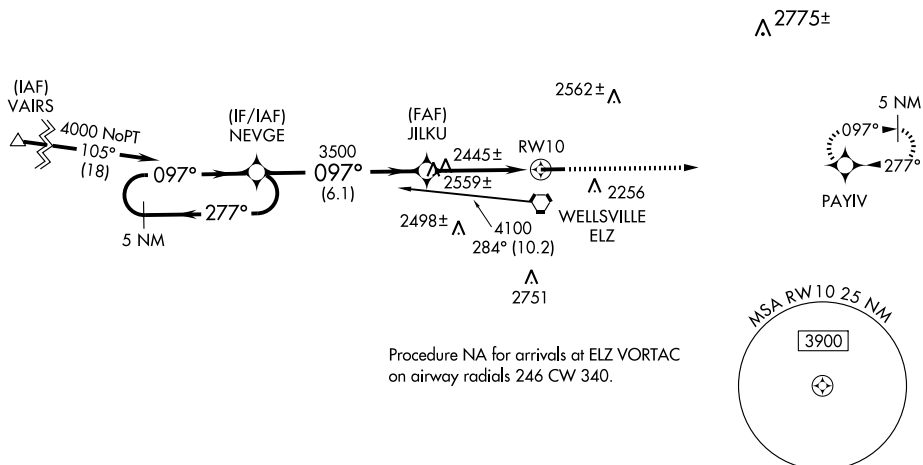 2775±
(IAF)
VAIRS
4000 NoPT
105°
(18)
(IF/IAF)
NEVGE
097°
277°
5 NM
3500
097°
(6.1)
(FAF)
JILKU
2445±
2559±
2498±
4100
284° (10.2)
RW10
2562±
2256
WELLSVILLE
ELZ
2751
5 NM
097°
277°
PAYIV
Procedure NA for arrivals at ELZ VORTAC
on airway radials 246 CW 340.
MSA RW10 25 NM
3900